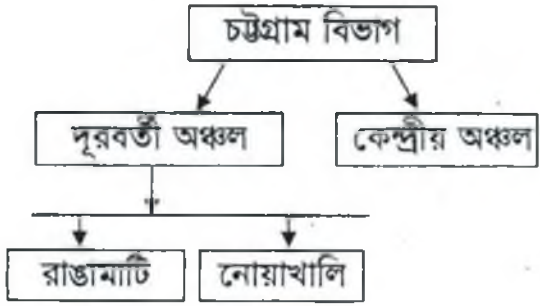 চট্টগ্রাম বিভাগ
দূরবর্তী অঞ্চল কেন্দ্রীয় অঞ্চল
রাঙামাটি নোয়াখালি